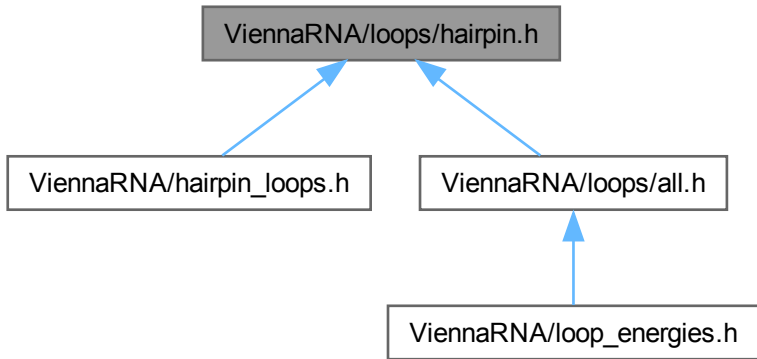 ViennaRNA/loops/hairpin.h
ViennaRNA/hairpin_loops.h
ViennaRNA/loops/all.h
ViennaRNA/loop_energies.h